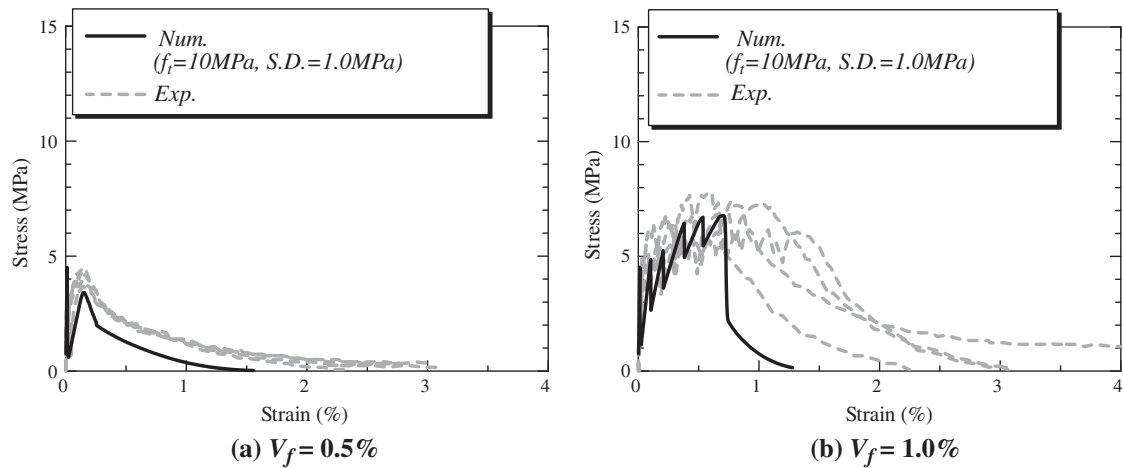 15
Num.
(ft=10MPa, S.D.=1.0MPa)
Exp.
10
Stress (MPa)
5
0
0 1 2 3 4
Strain (%)
(a) Vf = 0.5%
15
Num.
(ft=10MPa, S.D.=1.0MPa)
Exp.
10
Stress (MPa)
5
0
0 1 2 3 4
Strain (%)
(b) Vf = 1.0%